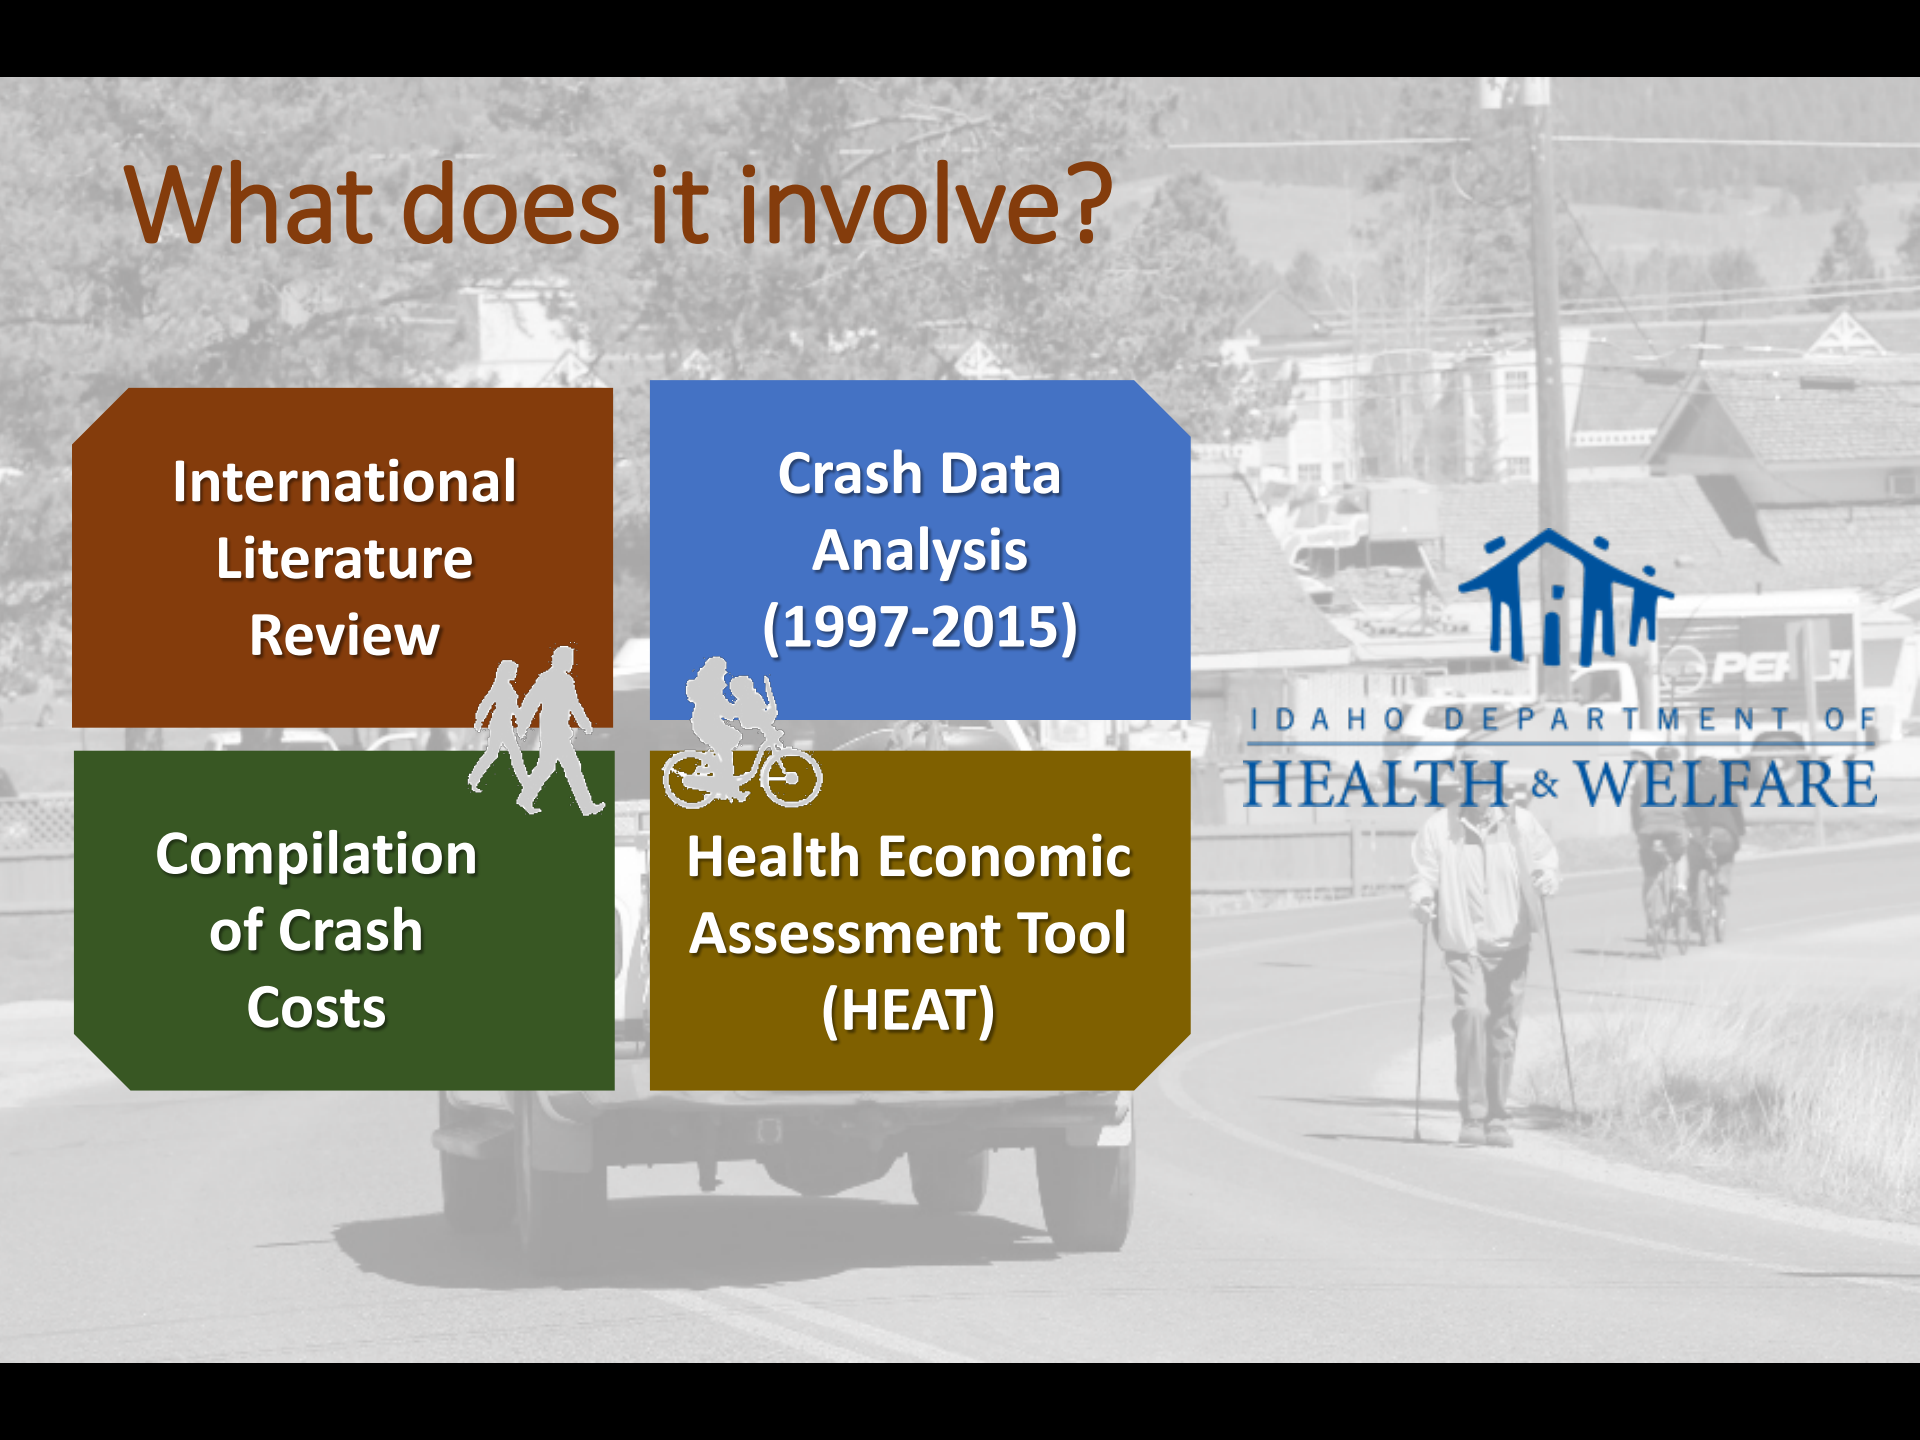 What does it involve?
International
Literature
Review
Crash Data
Analysis
(1997-2015)
Compilation
of Crash
Costs
Health Economic
Assessment Tool
(HEAT)
IDAHO DEPARTMENT OF
HEALTH & WELFARE
PEPSI